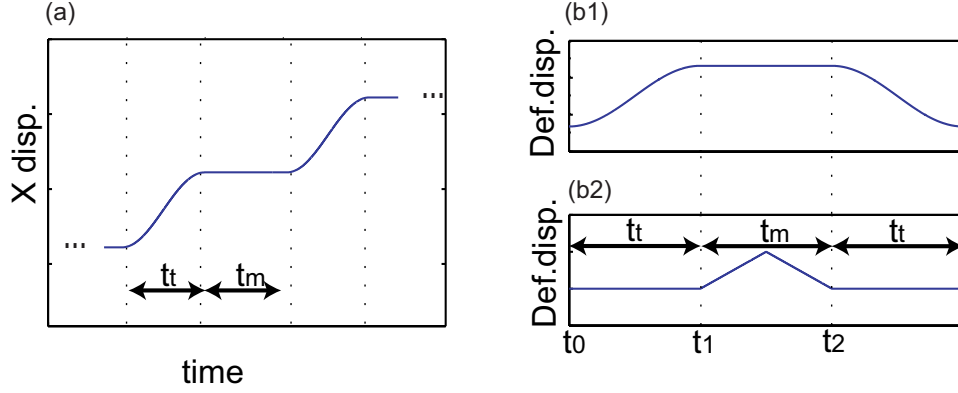 (a)
X disp.
...
...
tt
tm
time
(b1)
Def.disp.
(b2)
Def.disp.
tt
tm
tt
t0
t1
t2